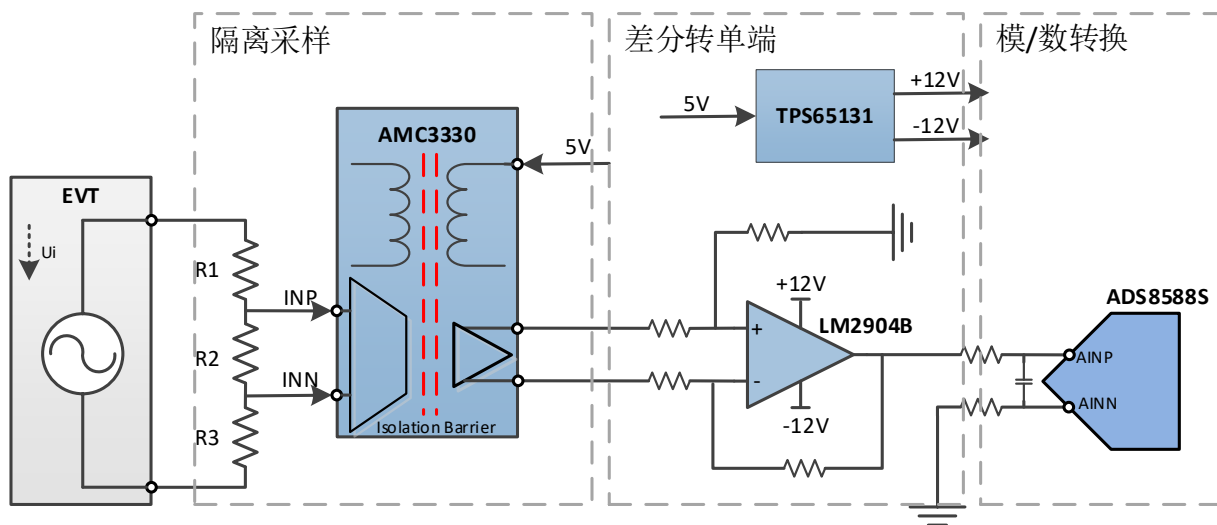 隔离采样
差分转单端
模/数转换
EVT
Ui
R1
R2
R3
INP
INN
AMC3330
Isolation Barrier
5V
5V
TPS65131
+12V
-12V
+12V
+
-
LM2904B
-12V
ADS8588S
AINP
AINN